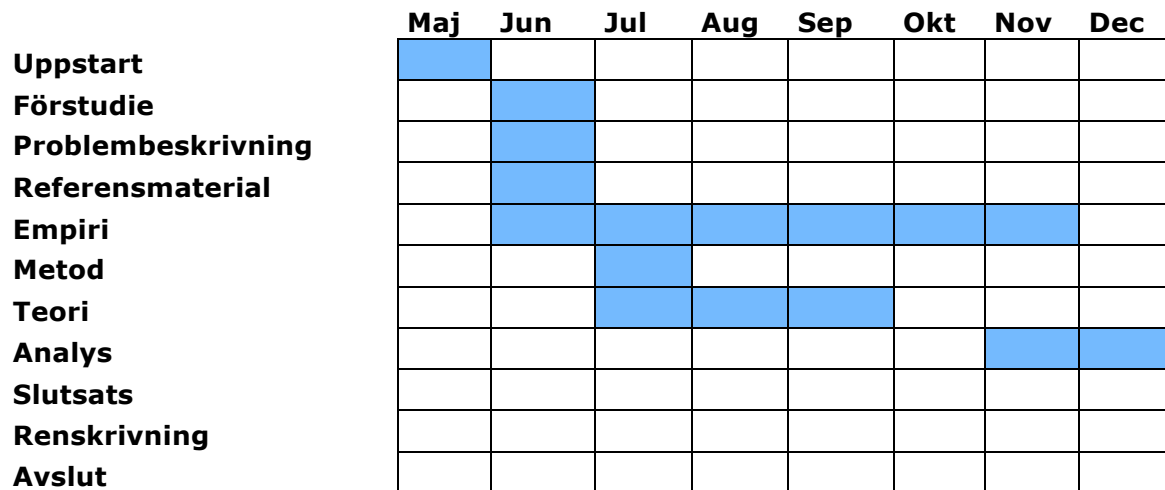 Maj Jun Jul Aug Sep Okt Nov Dec
Uppstart
Förstudie
Problembeskrivning
Referensmaterial
Empiri
Metod
Teori
Analys
Slutsats
Renskrivning
Avslut